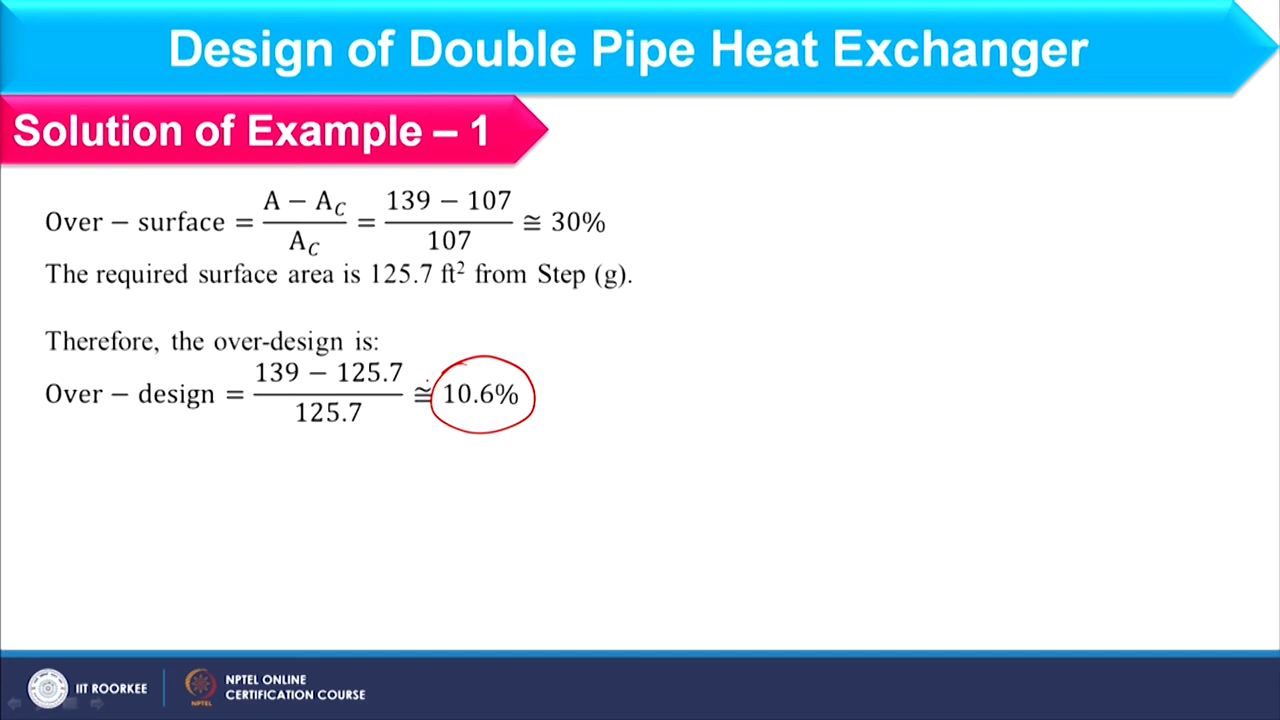 Design of Double Pipe Heat Exchanger
Solution of Example – 1
Over − surface = (A − A_C)/A_C = (139 − 107)/107 ≅ 30%
The required surface area is 125.7 ft² from Step (g).
Therefore, the over-design is:
Over − design = (139 − 125.7)/125.7 ≅ 10.6%
IIT ROORKEE
NPTEL
NPTEL ONLINE
CERTIFICATION COURSE